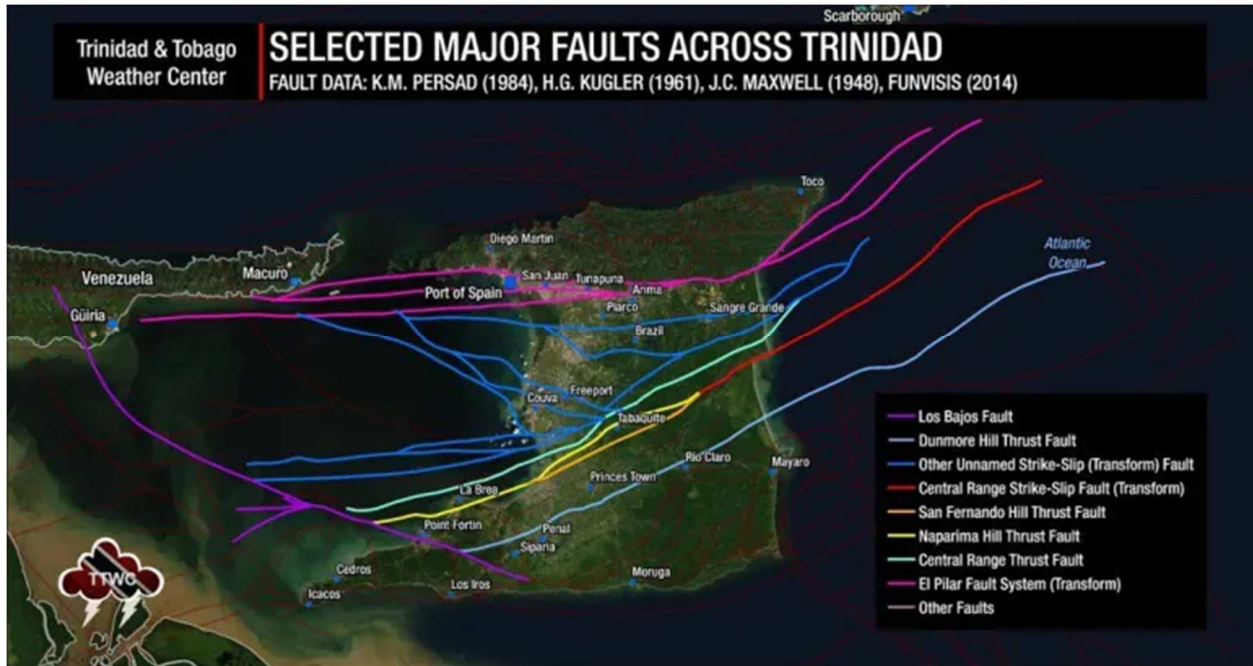 Scarborough
Trinidad & Tobago
Weather Center
SELECTED MAJOR FAULTS ACROSS TRINIDAD
FAULT DATA: K.M. PERSAD (1984), H.G. KUGLER (1961), J.C. MAXWELL (1948), FUNVISIS (2014)
Toco
Diego Martin
Atlantic
Ocean
Venezuela
Macuro
San Juan
Tunapuna
Port of Spain
Arima
Güiria
Piarco
Sangre Grande
Brazil
Freeport
Couva
Tabaquite
Rio Claro
Mayaro
Princes Town
La Brea
Point Fortin
Penal
Siparia
Cedros
Los Iros
Moruga
Icacos
Los Bajos Fault
Dunmore Hill Thrust Fault
Other Unnamed Strike-Slip (Transform) Fault
Central Range Strike-Slip Fault (Transform)
San Fernando Hill Thrust Fault
Naparima Hill Thrust Fault
Central Range Thrust Fault
El Pilar Fault System (Transform)
Other Faults
TTWC